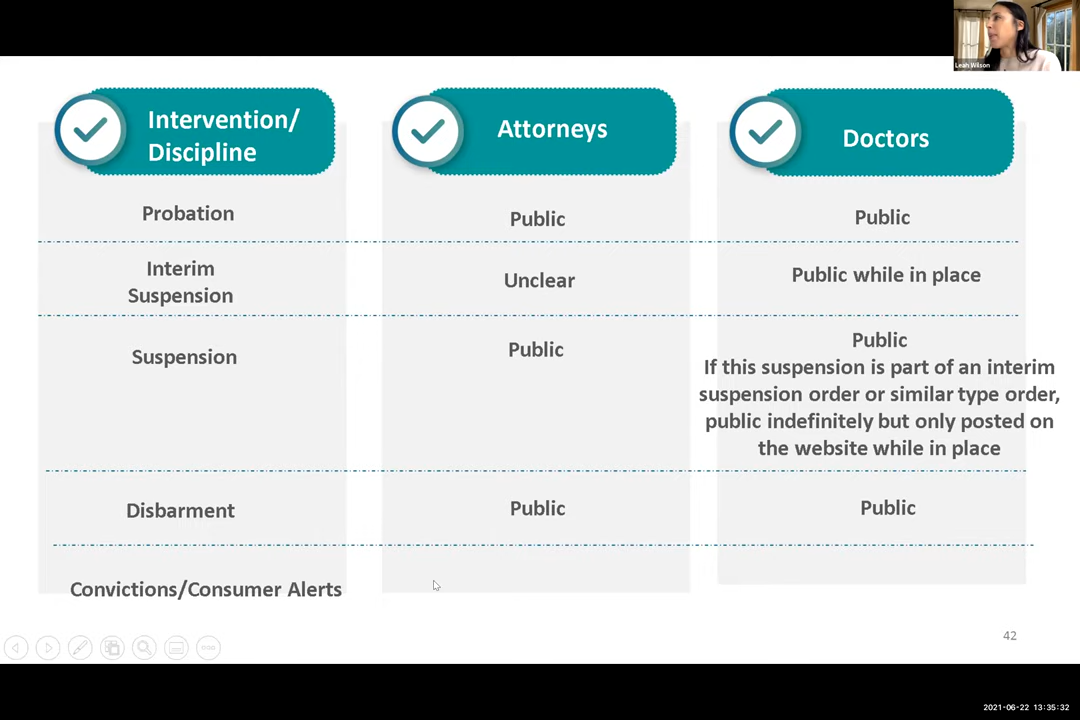 Leah Wilson
Intervention/
Discipline
Attorneys
Doctors
Probation
Public
Public
Interim
Suspension
Unclear
Public while in place
Suspension
Public
Public
If this suspension is part of an interim
suspension order or similar type order,
public indefinitely but only posted on
the website while in place
Disbarment
Public
Public
Convictions/Consumer Alerts
42
2021-06-22 13:35:32